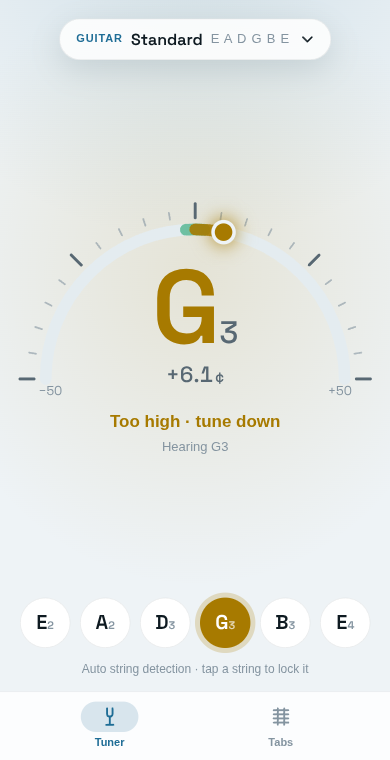 GUITAR Standard E A D G B E
G3
+6.1¢
−50 +50
Too high · tune down
Hearing G3
E2 A2 D3 G3 B3 E4
Auto string detection · tap a string to lock it
Tuner Tabs